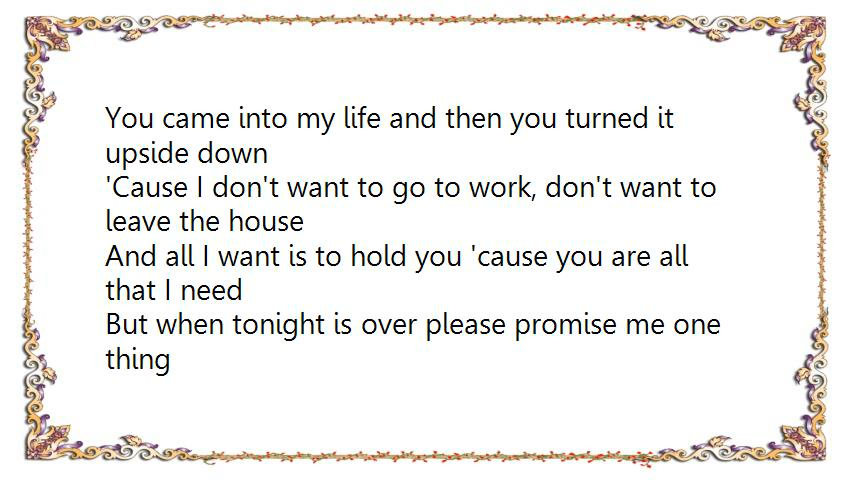 You came into my life and then you turned it
upside down
'Cause I don't want to go to work, don't want to
leave the house
And all I want is to hold you 'cause you are all
that I need
But when tonight is over please promise me one
thing